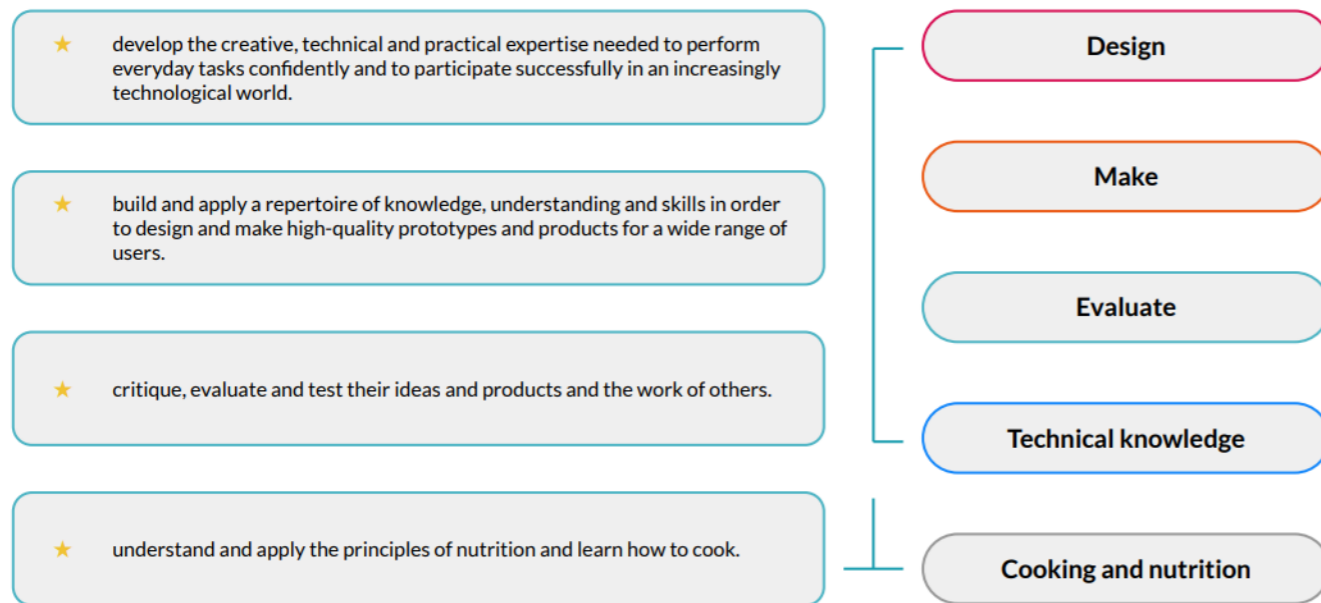 develop the creative, technical and practical expertise needed to perform
everyday tasks confidently and to participate successfully in an increasingly
technological world.
build and apply a repertoire of knowledge, understanding and skills in order
to design and make high-quality prototypes and products for a wide range of
users.
critique, evaluate and test their ideas and products and the work of others.
understand and apply the principles of nutrition and learn how to cook.
Design
Make
Evaluate
Technical knowledge
Cooking and nutrition